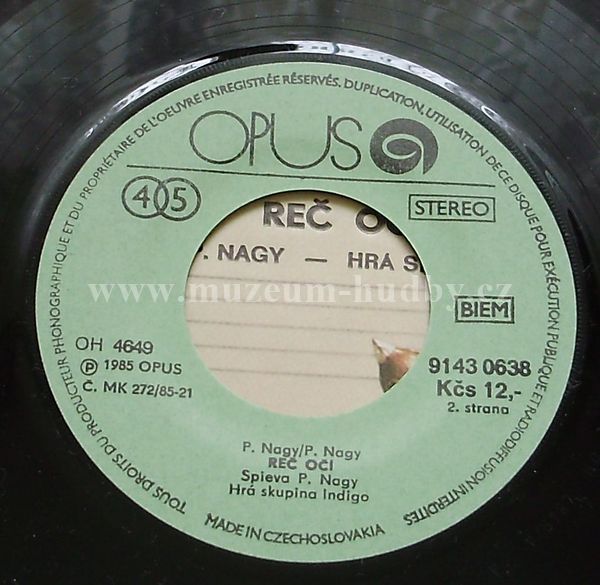 TOUS DROITS DU PRODUCTEUR PHONOGRAPHIQUE ET DU PROPRIÉTAIRE DE L'OEUVRE ENREGISTRÉE RÉSERVÉS. DUPLICATION, UTILISATION DE CE DISQUE POUR EXÉCUTION PUBLIQUE ET RADIODIFFUSION INTERDITES
OPUS
45
STEREO
REČ OČ
P. NAGY — HRÁ S
www.muzeum-hudby.cz
BIEM
OH 4649
℗ 1985 OPUS
Č. MK 272/85-21
9143 0638
Kčs 12,-
2. strana
P. Nagy/P. Nagy
REČ OČÍ
Spieva P. Nagy
Hrá skupina Indigo
MADE IN CZECHOSLOVAKIA